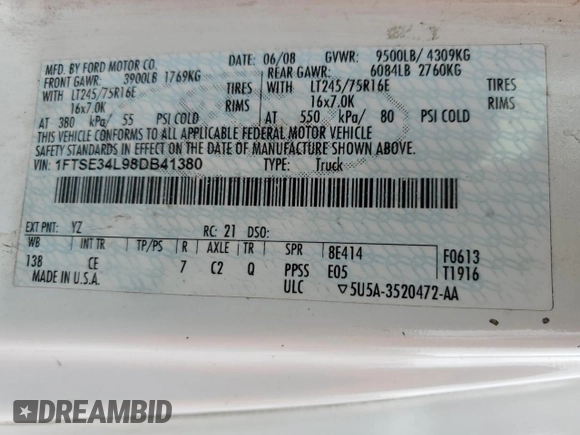 MFD. BY FORD MOTOR CO.
DATE: 06/08 GVWR: 9500LB/ 4309KG
FRONT GAWR: 3900LB 1769KG
REAR GAWR: 6084LB 2760KG
WITH LT245/75R16E TIRES
WITH LT245/75R16E TIRES
16x7.0K RIMS
16x7.0K RIMS
AT 380 kPa/ 55 PSI COLD
AT 550 kPa/ 80 PSI COLD
THIS VEHICLE CONFORMS TO ALL APPLICABLE FEDERAL MOTOR VEHICLE
SAFETY STANDARDS IN EFFECT ON THE DATE OF MANUFACTURE SHOWN ABOVE.
VIN: 1FTSE34L98DB41380
TYPE: Truck
EXT PNT: YZ RC: 21 DSO:
WB INT TR TP/PS R AXLE TR SPR 8E414 F0613
138 CE 7 C2 Q PPSS E05 T1916
MADE IN U.S.A. ULC ▽5U5A-3520472-AA
DREAMBID